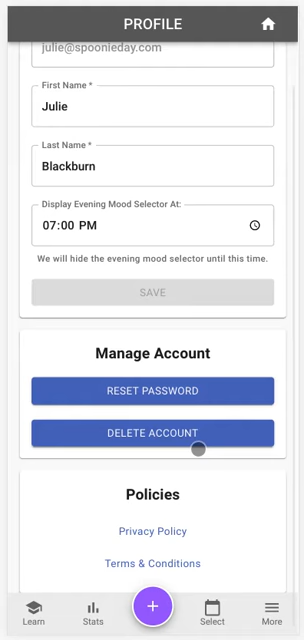 PROFILE
julie@spoonieday.com
First Name *
Julie
Last Name *
Blackburn
Display Evening Mood Selector At:
07:00 PM
We will hide the evening mood selector until this time.
SAVE
Manage Account
RESET PASSWORD
DELETE ACCOUNT
Policies
Privacy Policy
Terms & Conditions
Learn
Stats
Select
More